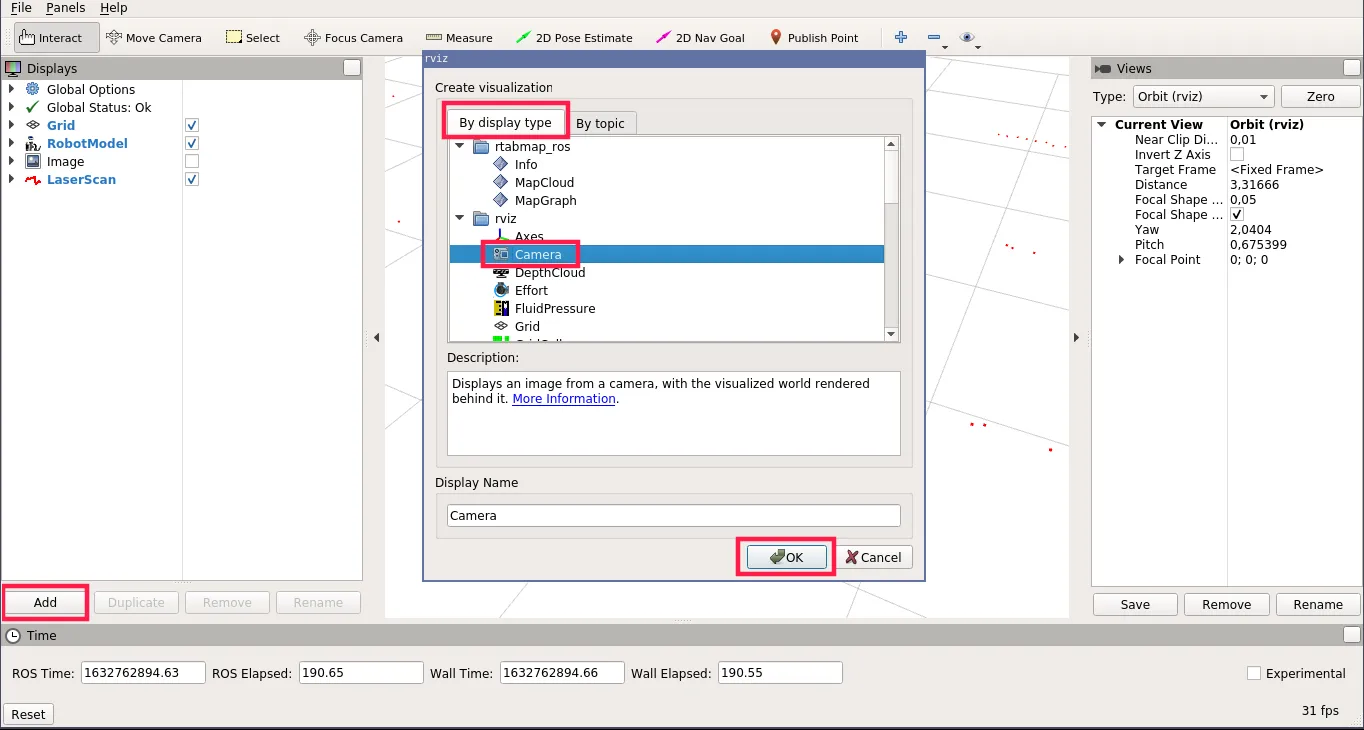 File Panels Help
Interact Move Camera Select Focus Camera Measure 2D Pose Estimate 2D Nav Goal Publish Point
Displays
Global Options
Global Status: Ok
Grid
RobotModel
Image
LaserScan
Add Duplicate Remove Rename
rviz
Create visualization
By display type By topic
rtabmap_ros
Info
MapCloud
MapGraph
rviz
Axes
Camera
DepthCloud
Effort
FluidPressure
Grid
Description:
Displays an image from a camera, with the visualized world rendered
behind it. More Information.
Display Name
Camera
OK Cancel
Views
Type: Orbit (rviz) Zero
Current View Orbit (rviz)
Near Clip Di... 0,01
Invert Z Axis
Target Frame <Fixed Frame>
Distance 3,31666
Focal Shape ... 0,05
Focal Shape ...
Yaw 2,0404
Pitch 0,675399
Focal Point 0; 0; 0
Save Remove Rename
Time
ROS Time: 1632762894.63 ROS Elapsed: 190.65 Wall Time: 1632762894.66 Wall Elapsed: 190.55 Experimental
Reset 31 fps